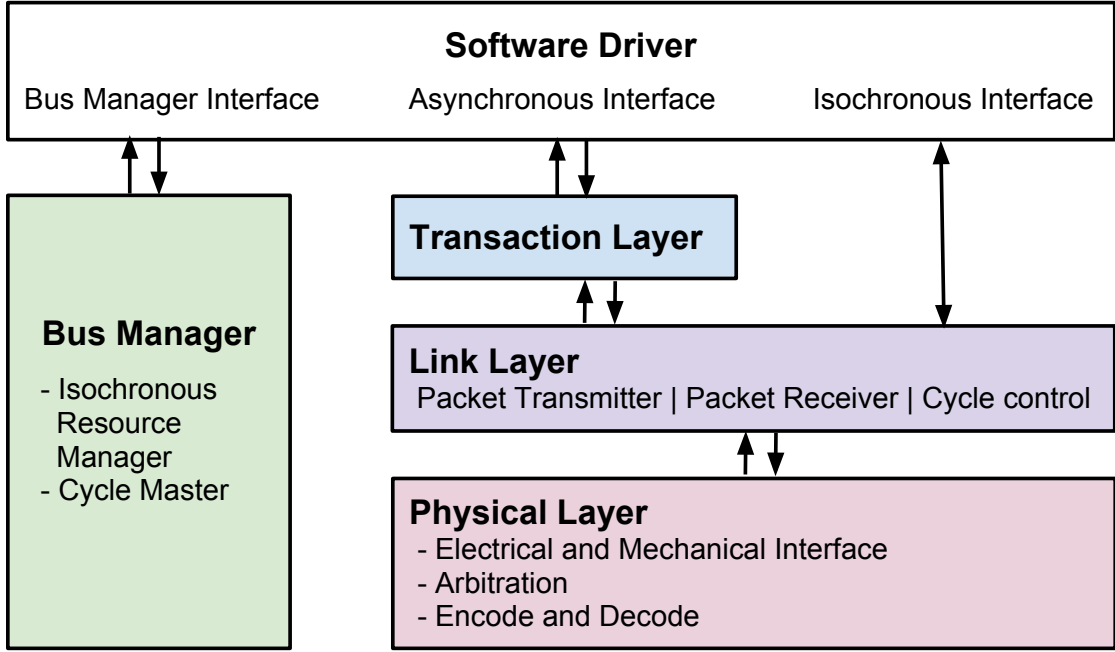 Software Driver
Bus Manager Interface
Asynchronous Interface
Isochronous Interface
Bus Manager
- Isochronous
Resource
Manager
- Cycle Master
Transaction Layer
Link Layer
Packet Transmitter | Packet Receiver | Cycle control
Physical Layer
- Electrical and Mechanical Interface
- Arbitration
- Encode and Decode